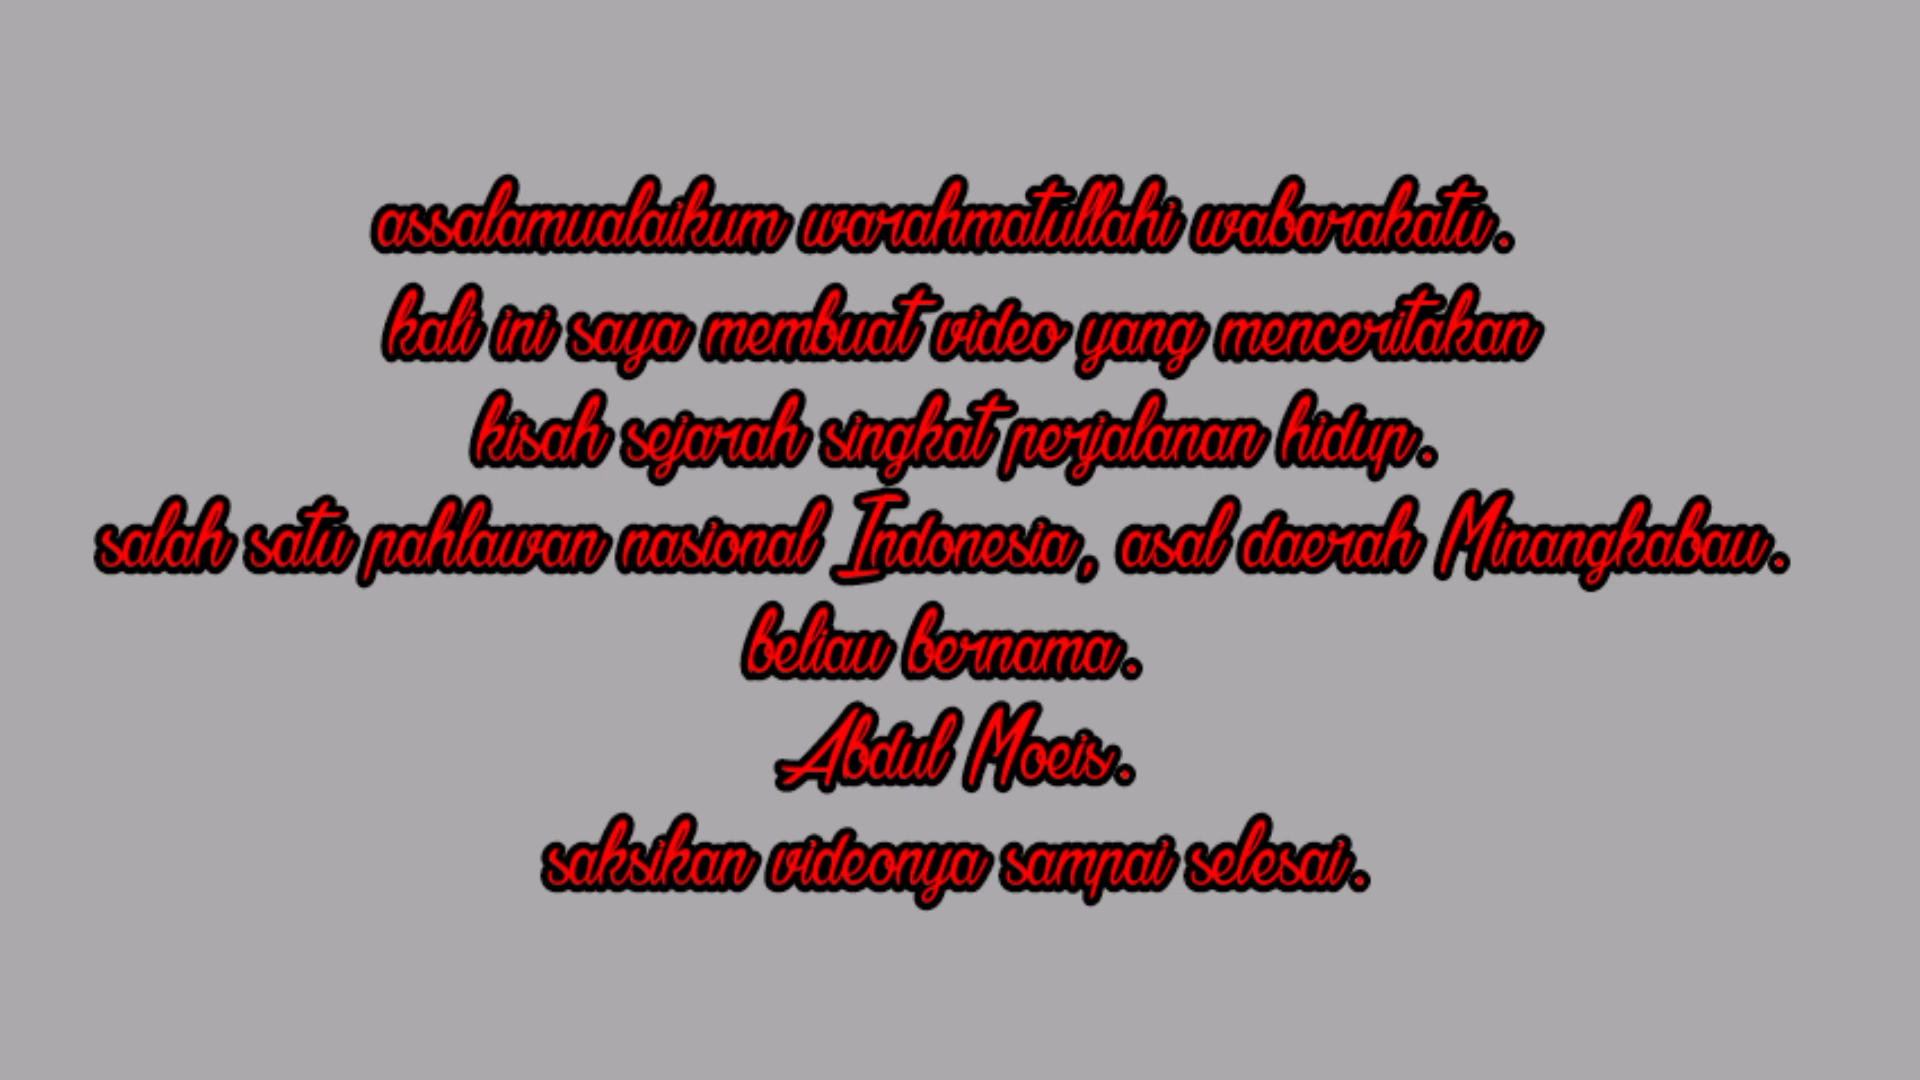 assalamualaikum warahmatullahi wabarakatu.
kali ini saya membuat video yang menceritakan
kisah sejarah singkat perjalanan hidup.
salah satu pahlawan nasional Indonesia, asal daerah Minangkabau.
beliau bernama.
Abdul Moeis.
saksikan videonya sampai selesai.